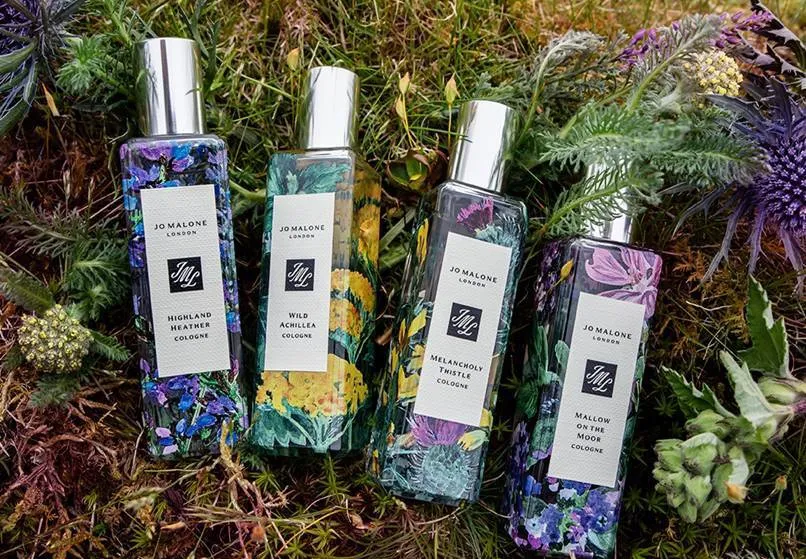 JO MALONE
LONDON
JML
HIGHLAND
HEATHER
COLOGNE
JO MALONE
LONDON
JML
WILD
ACHILLEA
COLOGNE
JO MALONE
LONDON
JML
MELANCHOLY
THISTLE
COLOGNE
JO MALONE
LONDON
JML
MALLOW
ON THE
MOOR
COLOGNE